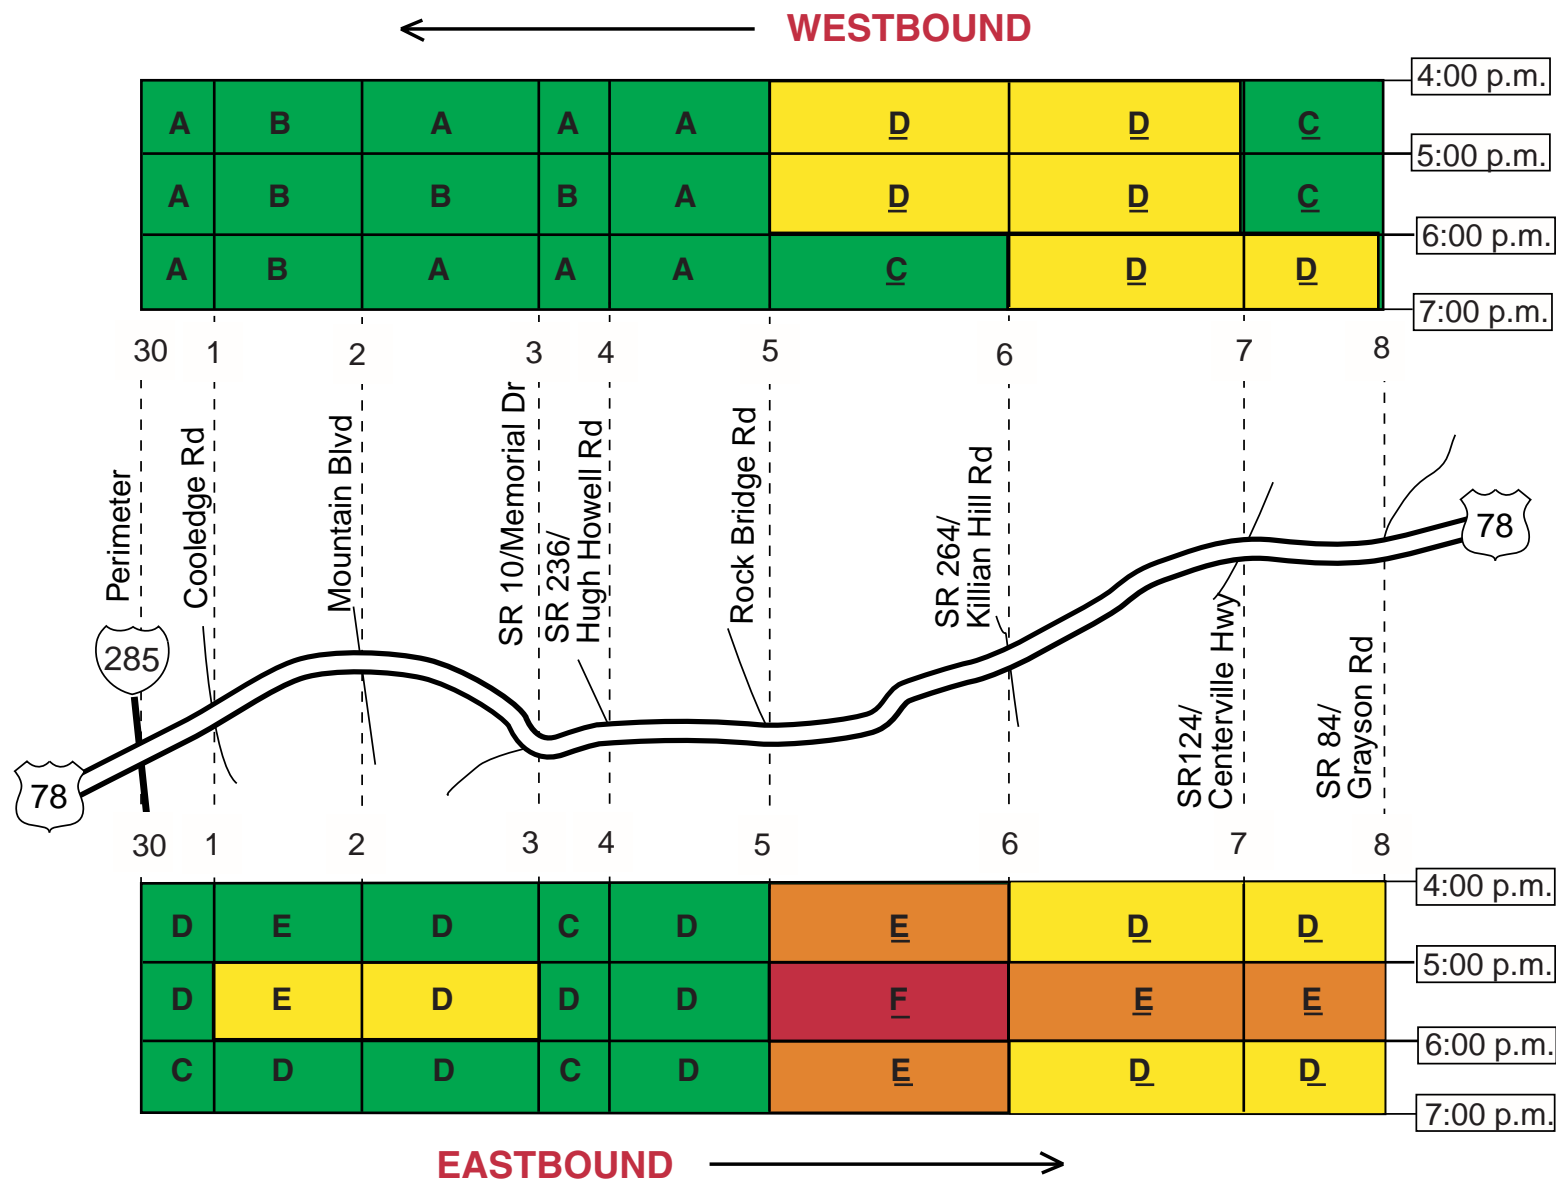 WESTBOUND
4:00 p.m.
A B A A A D D C
5:00 p.m.
A B B B A D D C
6:00 p.m.
A B A A A C D D
7:00 p.m.
30 1 2 3 4 5 6 7 8
Perimeter
Cooledge Rd
Mountain Blvd
SR 10/Memorial Dr
SR 236/
Hugh Howell Rd
Rock Bridge Rd
SR 264/
Killian Hill Rd
SR124/
Centerville Hwy
SR 84/
Grayson Rd
78
285
78
30 1 2 3 4 5 6 7 8
4:00 p.m.
D E D C D E D D
5:00 p.m.
D E D D D F E E
6:00 p.m.
C D D C D E D D
7:00 p.m.
EASTBOUND